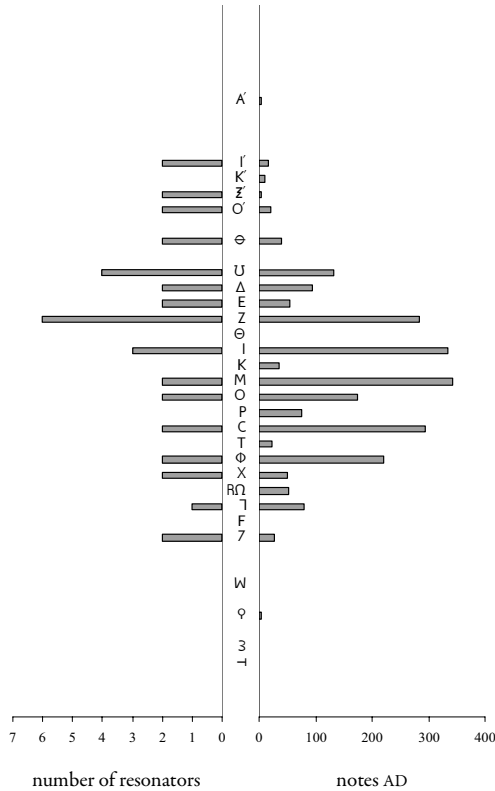 Α′
Ι′
Κ′
Ƶ′
Ο′
ɵ
Ʊ
Δ
Ε
Ζ
Θ
Ι
Κ
Μ
Ο
Ρ
C
Τ
Φ
Χ
RΩ
ㄱ
F
7
ꟽ
♀
ω
⊣
7 6 5 4 3 2 1 0 0 100 200 300 400
number of resonators notes AD